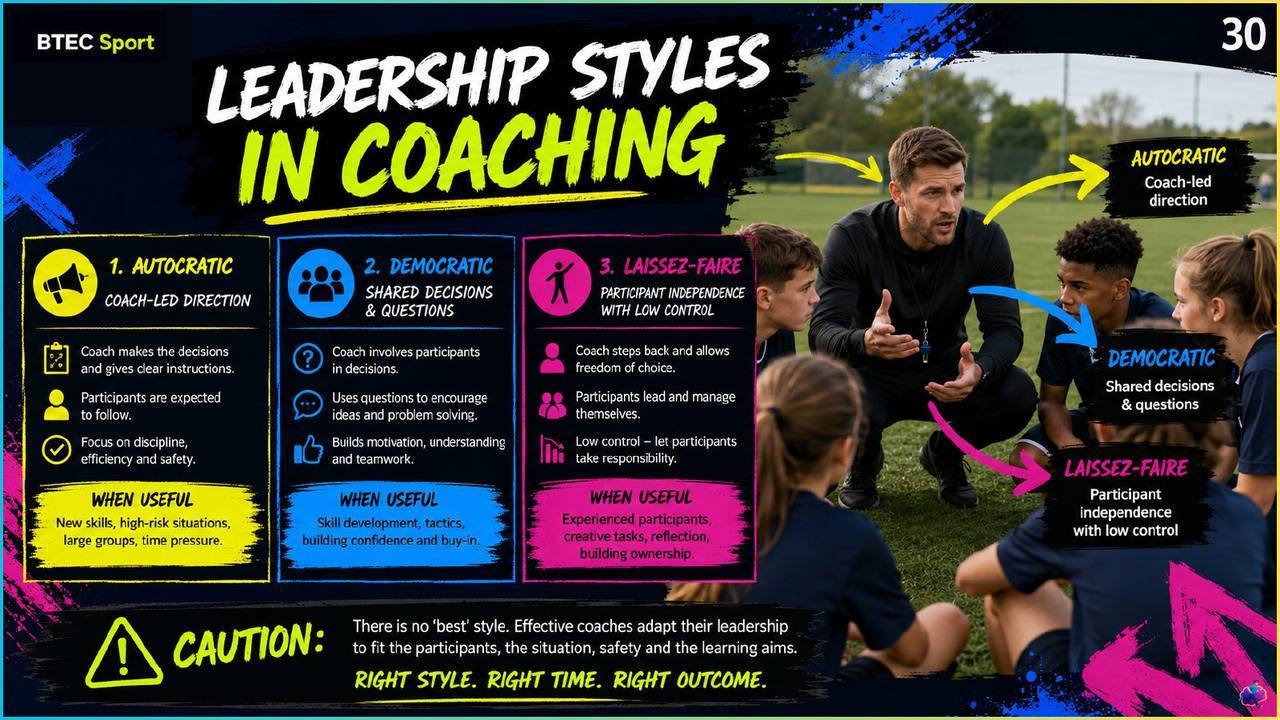 BTEC Sport
30
LEADERSHIP STYLES
IN COACHING
1. AUTOCRATIC
COACH-LED DIRECTION
Coach makes the decisions
and gives clear instructions.
Participants are expected
to follow.
Focus on discipline,
efficiency and safety.
WHEN USEFUL
New skills, high-risk situations,
large groups, time pressure.
2. DEMOCRATIC
SHARED DECISIONS
& QUESTIONS
Coach involves participants
in decisions.
Uses questions to encourage
ideas and problem solving.
Builds motivation, understanding
and teamwork.
WHEN USEFUL
Skill development, tactics,
building confidence and buy-in.
3. LAISSEZ-FAIRE
PARTICIPANT INDEPENDENCE
WITH LOW CONTROL
Coach steps back and allows
freedom of choice.
Participants lead and manage
themselves.
Low control – let participants
take responsibility.
WHEN USEFUL
Experienced participants,
creative tasks, reflection,
building ownership.
AUTOCRATIC
Coach-led
direction
DEMOCRATIC
Shared decisions
& questions
LAISSEZ-FAIRE
Participant
independence
with low control
CAUTION:
There is no ‘best’ style. Effective coaches adapt their leadership
to fit the participants, the situation, safety and the learning aims.
RIGHT STYLE. RIGHT TIME. RIGHT OUTCOME.